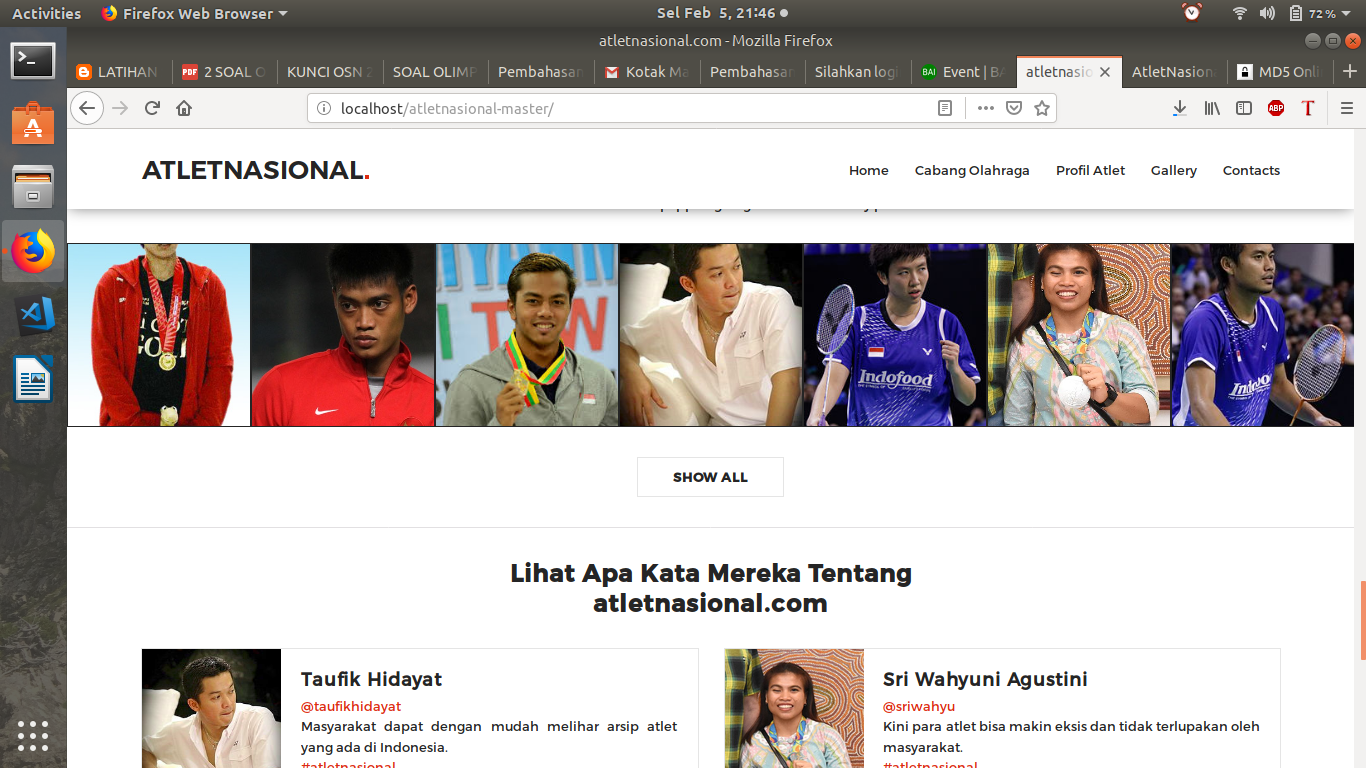 Activities Firefox Web Browser Sel Feb 5, 21:46 72%
atletnasional.com - Mozilla Firefox
LATIHAN PDF 2 SOAL O KUNCI OSN 2 SOAL OLIMP Pembahasan Kotak Ma Pembahasan Silahkan logi BAI Event | BA atletnasio AtletNasiona MD5 Onli
localhost/atletnasional-master/ ABP T
ATLETNASIONAL. Home Cabang Olahraga Profil Atlet Gallery Contacts
Indofood
SHOW ALL
Lihat Apa Kata Mereka Tentang
atletnasional.com
Taufik Hidayat
@taufikhidayat
Masyarakat dapat dengan mudah melihar arsip atlet
yang ada di Indonesia.
#atletnasional
Sri Wahyuni Agustini
@sriwahyu
Kini para atlet bisa makin eksis dan tidak terlupakan oleh
masyarakat.
#atletnasional